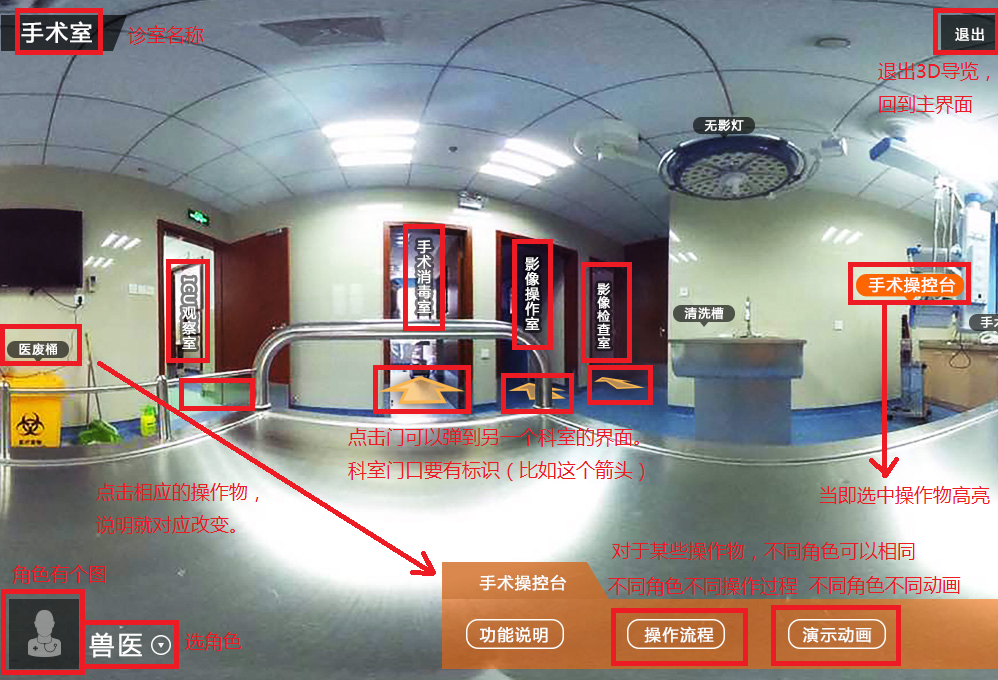 手术室
诊室名称
退出
退出3D导览，
回到主界面
无影灯
手术消毒室
影像操作室
ICU观察室
影像检查室
手术操控台
清洗槽
手术
医废桶
点击门可以弹到另一个科室的界面。
科室门口要有标识（比如这个箭头）
点击相应的操作物，
说明就对应改变。
当即选中操作物高亮
对于某些操作物，不同角色可以相同
不同角色不同操作过程 不同角色不同动画
角色有个图
手术操控台
兽医
选角色
功能说明
操作流程
演示动画